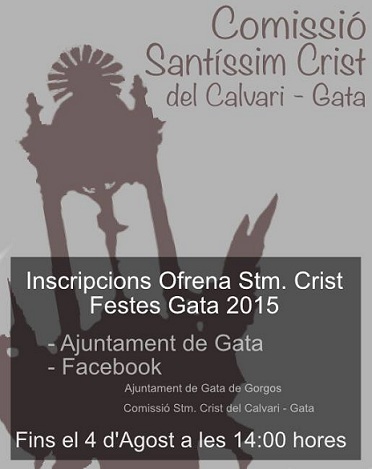 Comissió
Santíssim Crist
del Calvari - Gata
Inscripcions Ofrena Stm. Crist
Festes Gata 2015
- Ajuntament de Gata
- Facebook
Ajuntament de Gata de Gorgos
Comissió Stm. Crist del Calvari - Gata
Fins el 4 d'Agost a les 14:00 hores